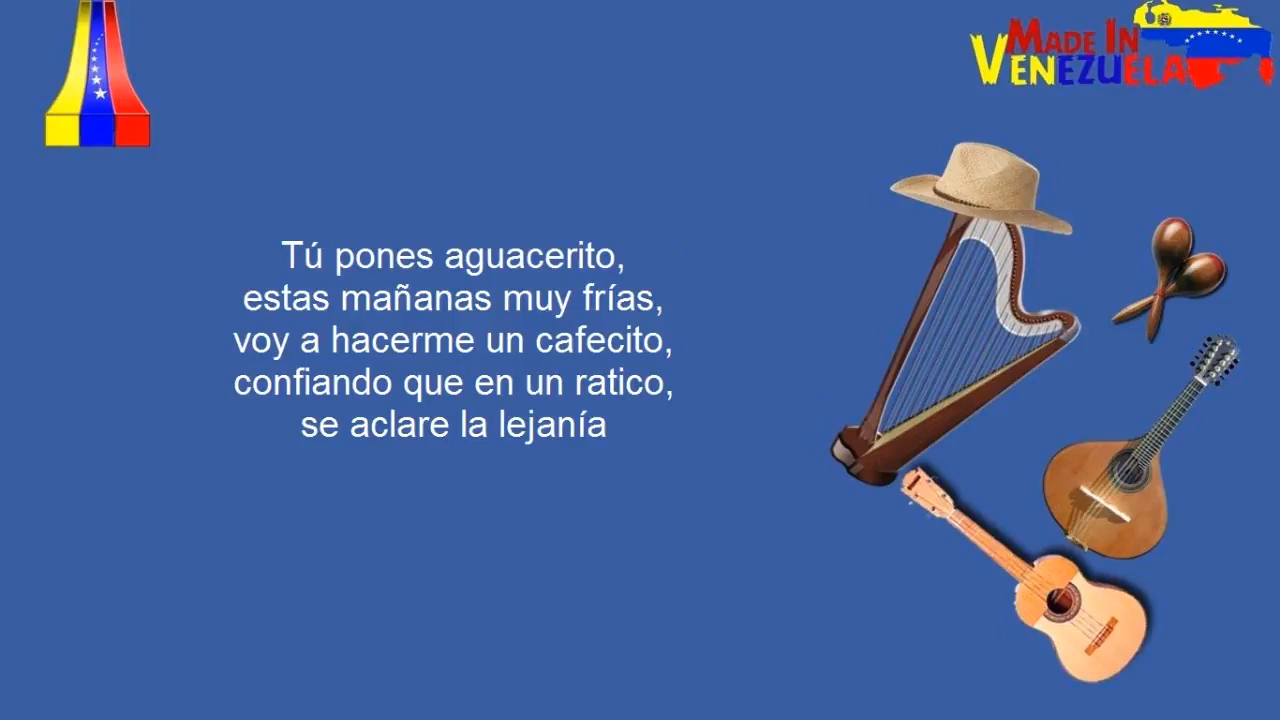 MADE IN
VENEZUELA
Tú pones aguacerito,
estas mañanas muy frías,
voy a hacerme un cafecito,
confiando que en un ratico,
se aclare la lejanía